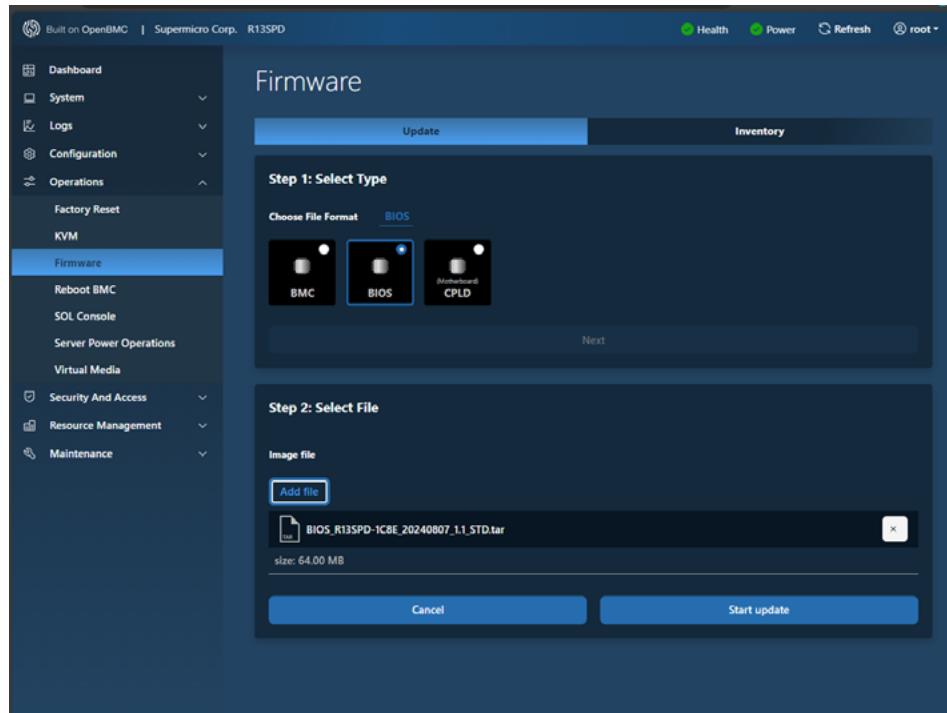 Built on OpenBMC | Supermicro Corp. R13SPD Health Power Refresh root
Dashboard
System
Logs
Configuration
Operations
Factory Reset
KVM
Firmware
Reboot BMC
SOL Console
Server Power Operations
Virtual Media
Security And Access
Resource Management
Maintenance
Firmware
Update Inventory
Step 1: Select Type
Choose File Format BIOS
(Motherboard)
BMC BIOS CPLD
Next
Step 2: Select File
Image file
Add file
TAR BIOS_R13SPD-1C8E_20240807_1.1_STD.tar ×
size: 64.00 MB
Cancel Start update